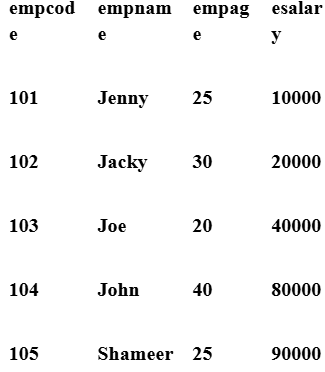 empcod empnam empag esalar
e e e y
101 Jenny 25 10000
102 Jacky 30 20000
103 Joe 20 40000
104 John 40 80000
105 Shameer 25 90000